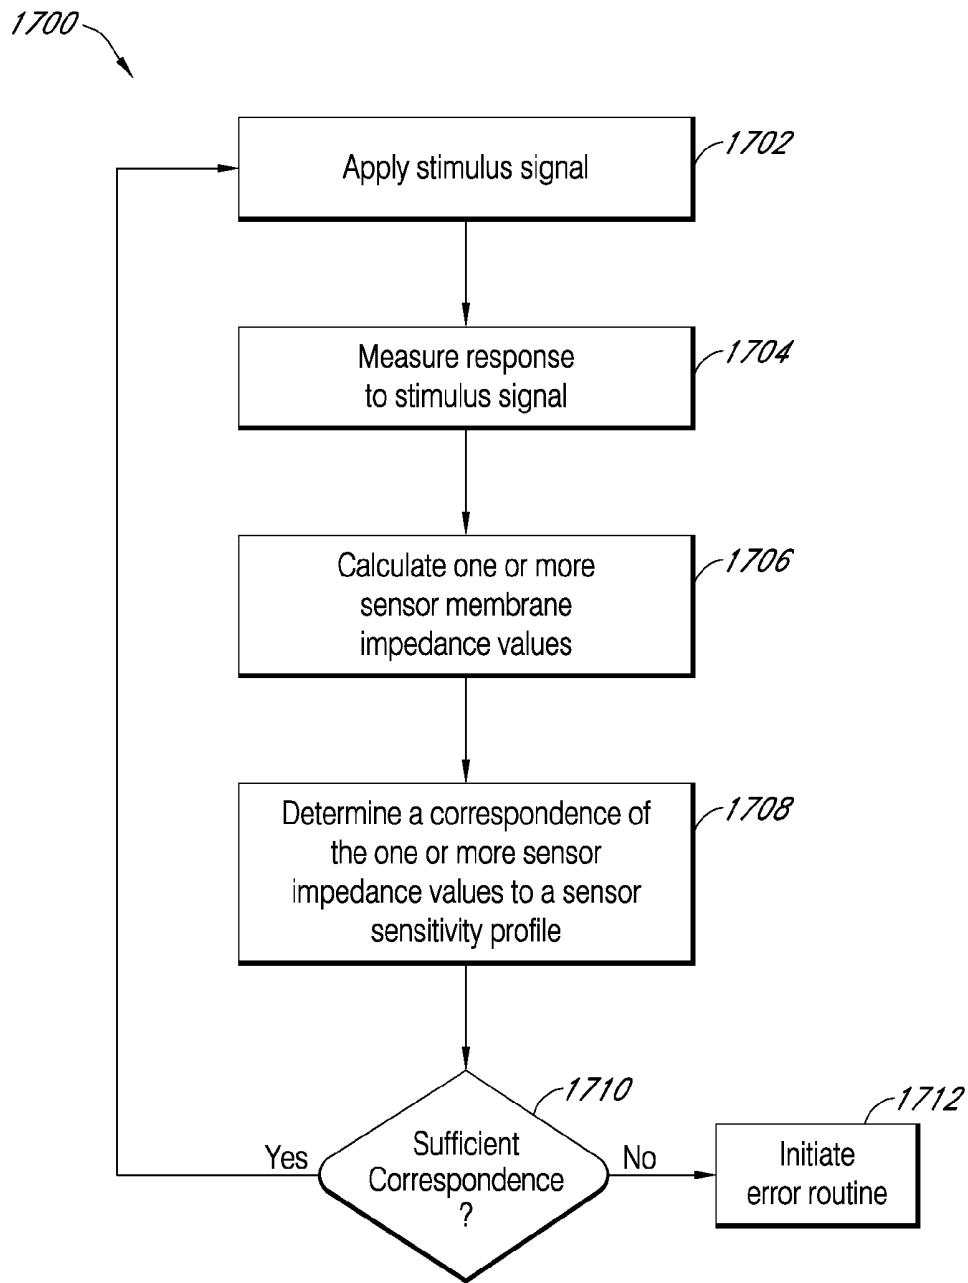 1700
Apply stimulus signal
1702
Measure response
to stimulus signal
1704
Calculate one or more
sensor membrane
impedance values
1706
Determine a correspondence of
the one or more sensor
impedance values to a sensor
sensitivity profile
1708
Sufficient
Correspondence
?
1710
Yes
No
Initiate
error routine
1712